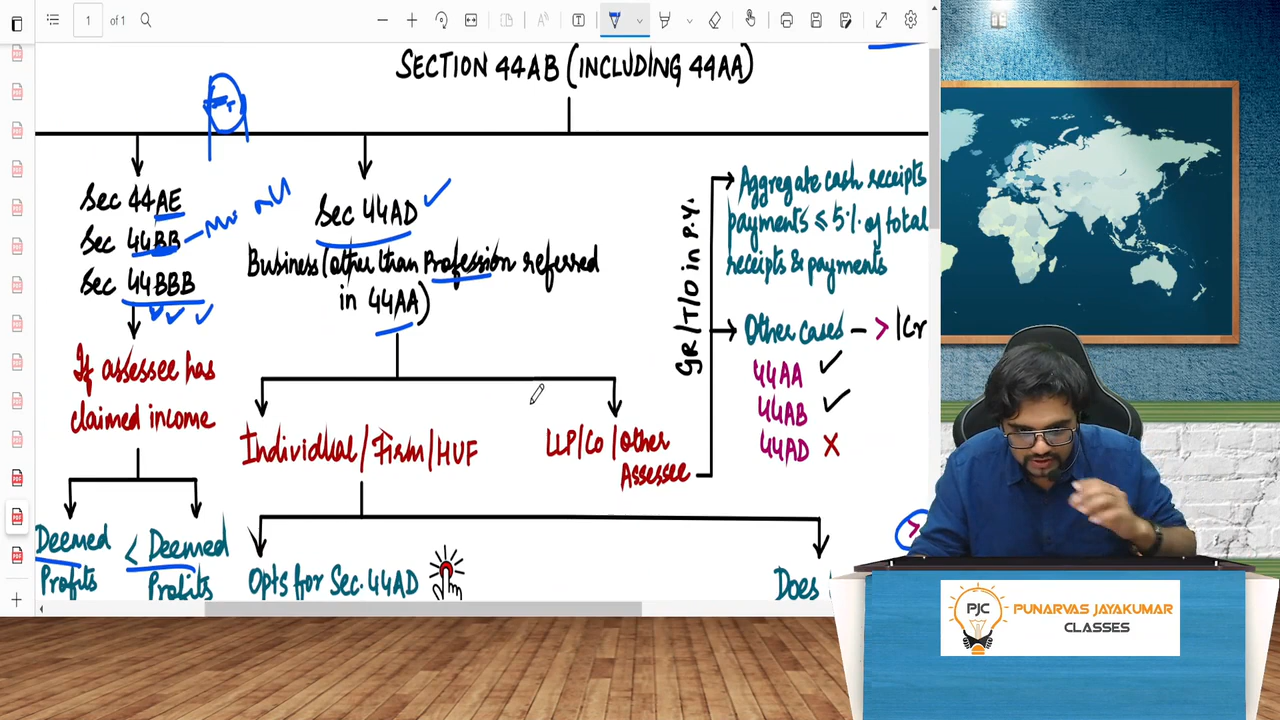 1 of 1
SECTION 44AB (INCLUDING 44AA)
Sec 44AE
Sec 44BB
Sec 44BBB
If assessee has
claimed income
Deemed
Profits
< Deemed
Profits
Sec 44AD
Business (other than Profession referred
in 44AA)
Individual/Firm/HUF
LLP/Co/other
Assessee
Opts for Sec. 44AD
Does
GR/T/O in P.Y.
Aggregate cash receipts
payments ≤ 5% of total
receipts & payments
Other cases - > 1Cr
44AA ✓
44AB ✓
44AD X
>
PJC
PUNARVAS JAYAKUMAR
CLASSES